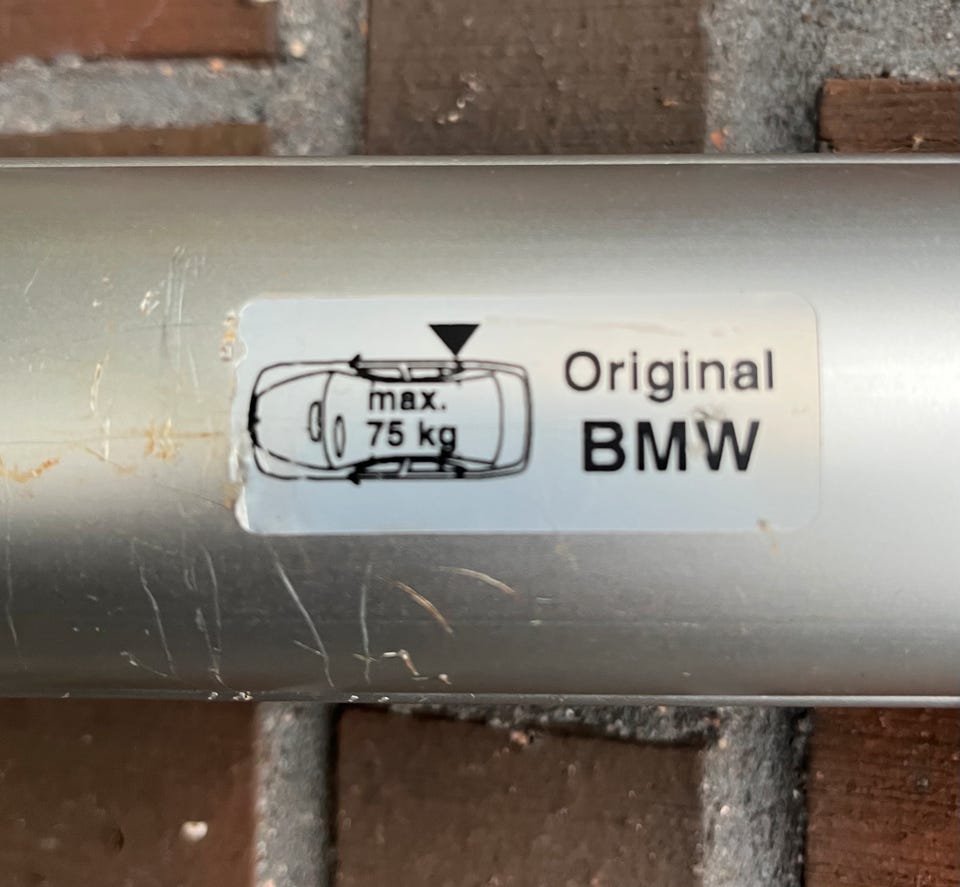 max.
75 kg
Original
BMW